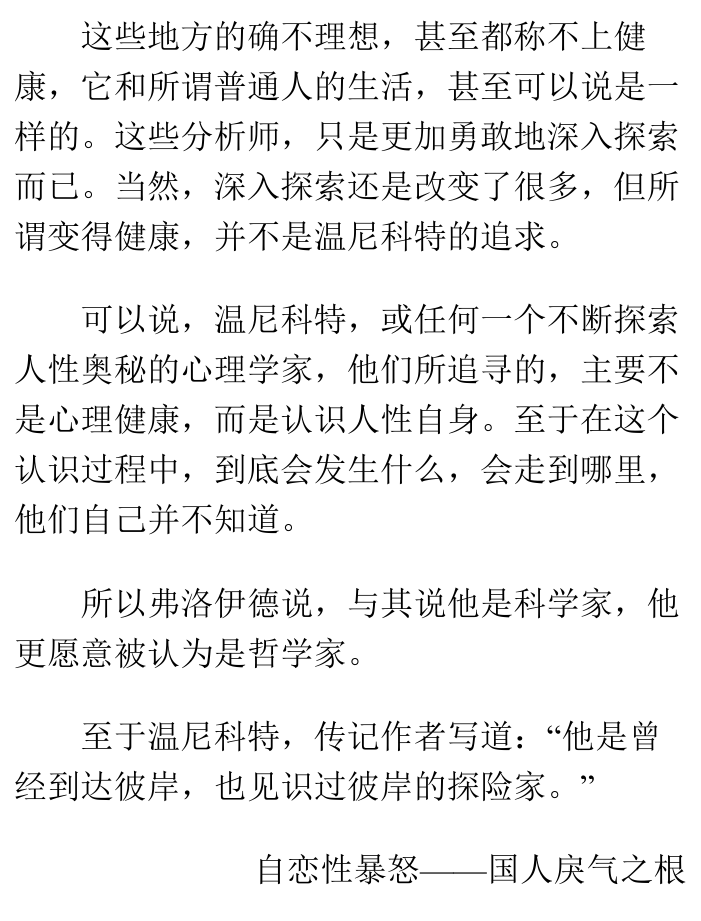 这些地方的确不理想，甚至都称不上健
康，它和所谓普通人的生活，甚至可以说是一
样的。这些分析师，只是更加勇敢地深入探索
而已。当然，深入探索还是改变了很多，但所
谓变得健康，并不是温尼科特的追求。
可以说，温尼科特，或任何一个不断探索
人性奥秘的心理学家，他们所追寻的，主要不
是心理健康，而是认识人性自身。至于在这个
认识过程中，到底会发生什么，会走到哪里，
他们自己并不知道。
所以弗洛伊德说，与其说他是科学家，他
更愿意被认为是哲学家。
至于温尼科特，传记作者写道：“他是曾
经到达彼岸，也见识过彼岸的探险家。”
自恋性暴怒——国人戾气之根